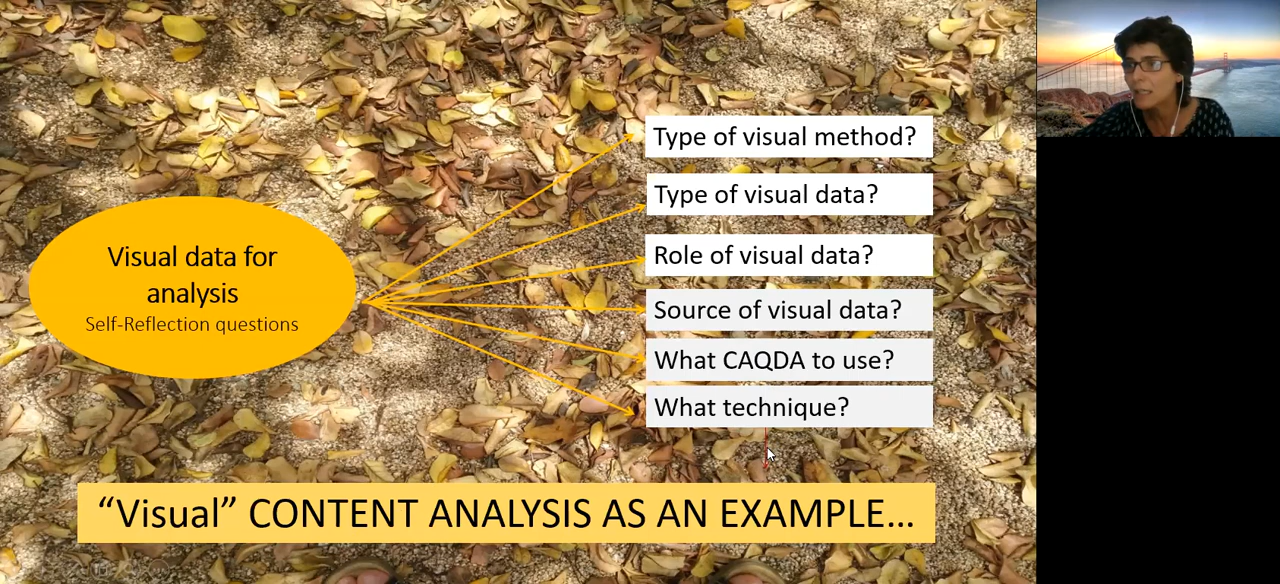 Type of visual method?
Type of visual data?
Visual data for
analysis
Self-Reflection questions
Role of visual data?
Source of visual data?
What CAQDA to use?
What technique?
“Visual” CONTENT ANALYSIS AS AN EXAMPLE...